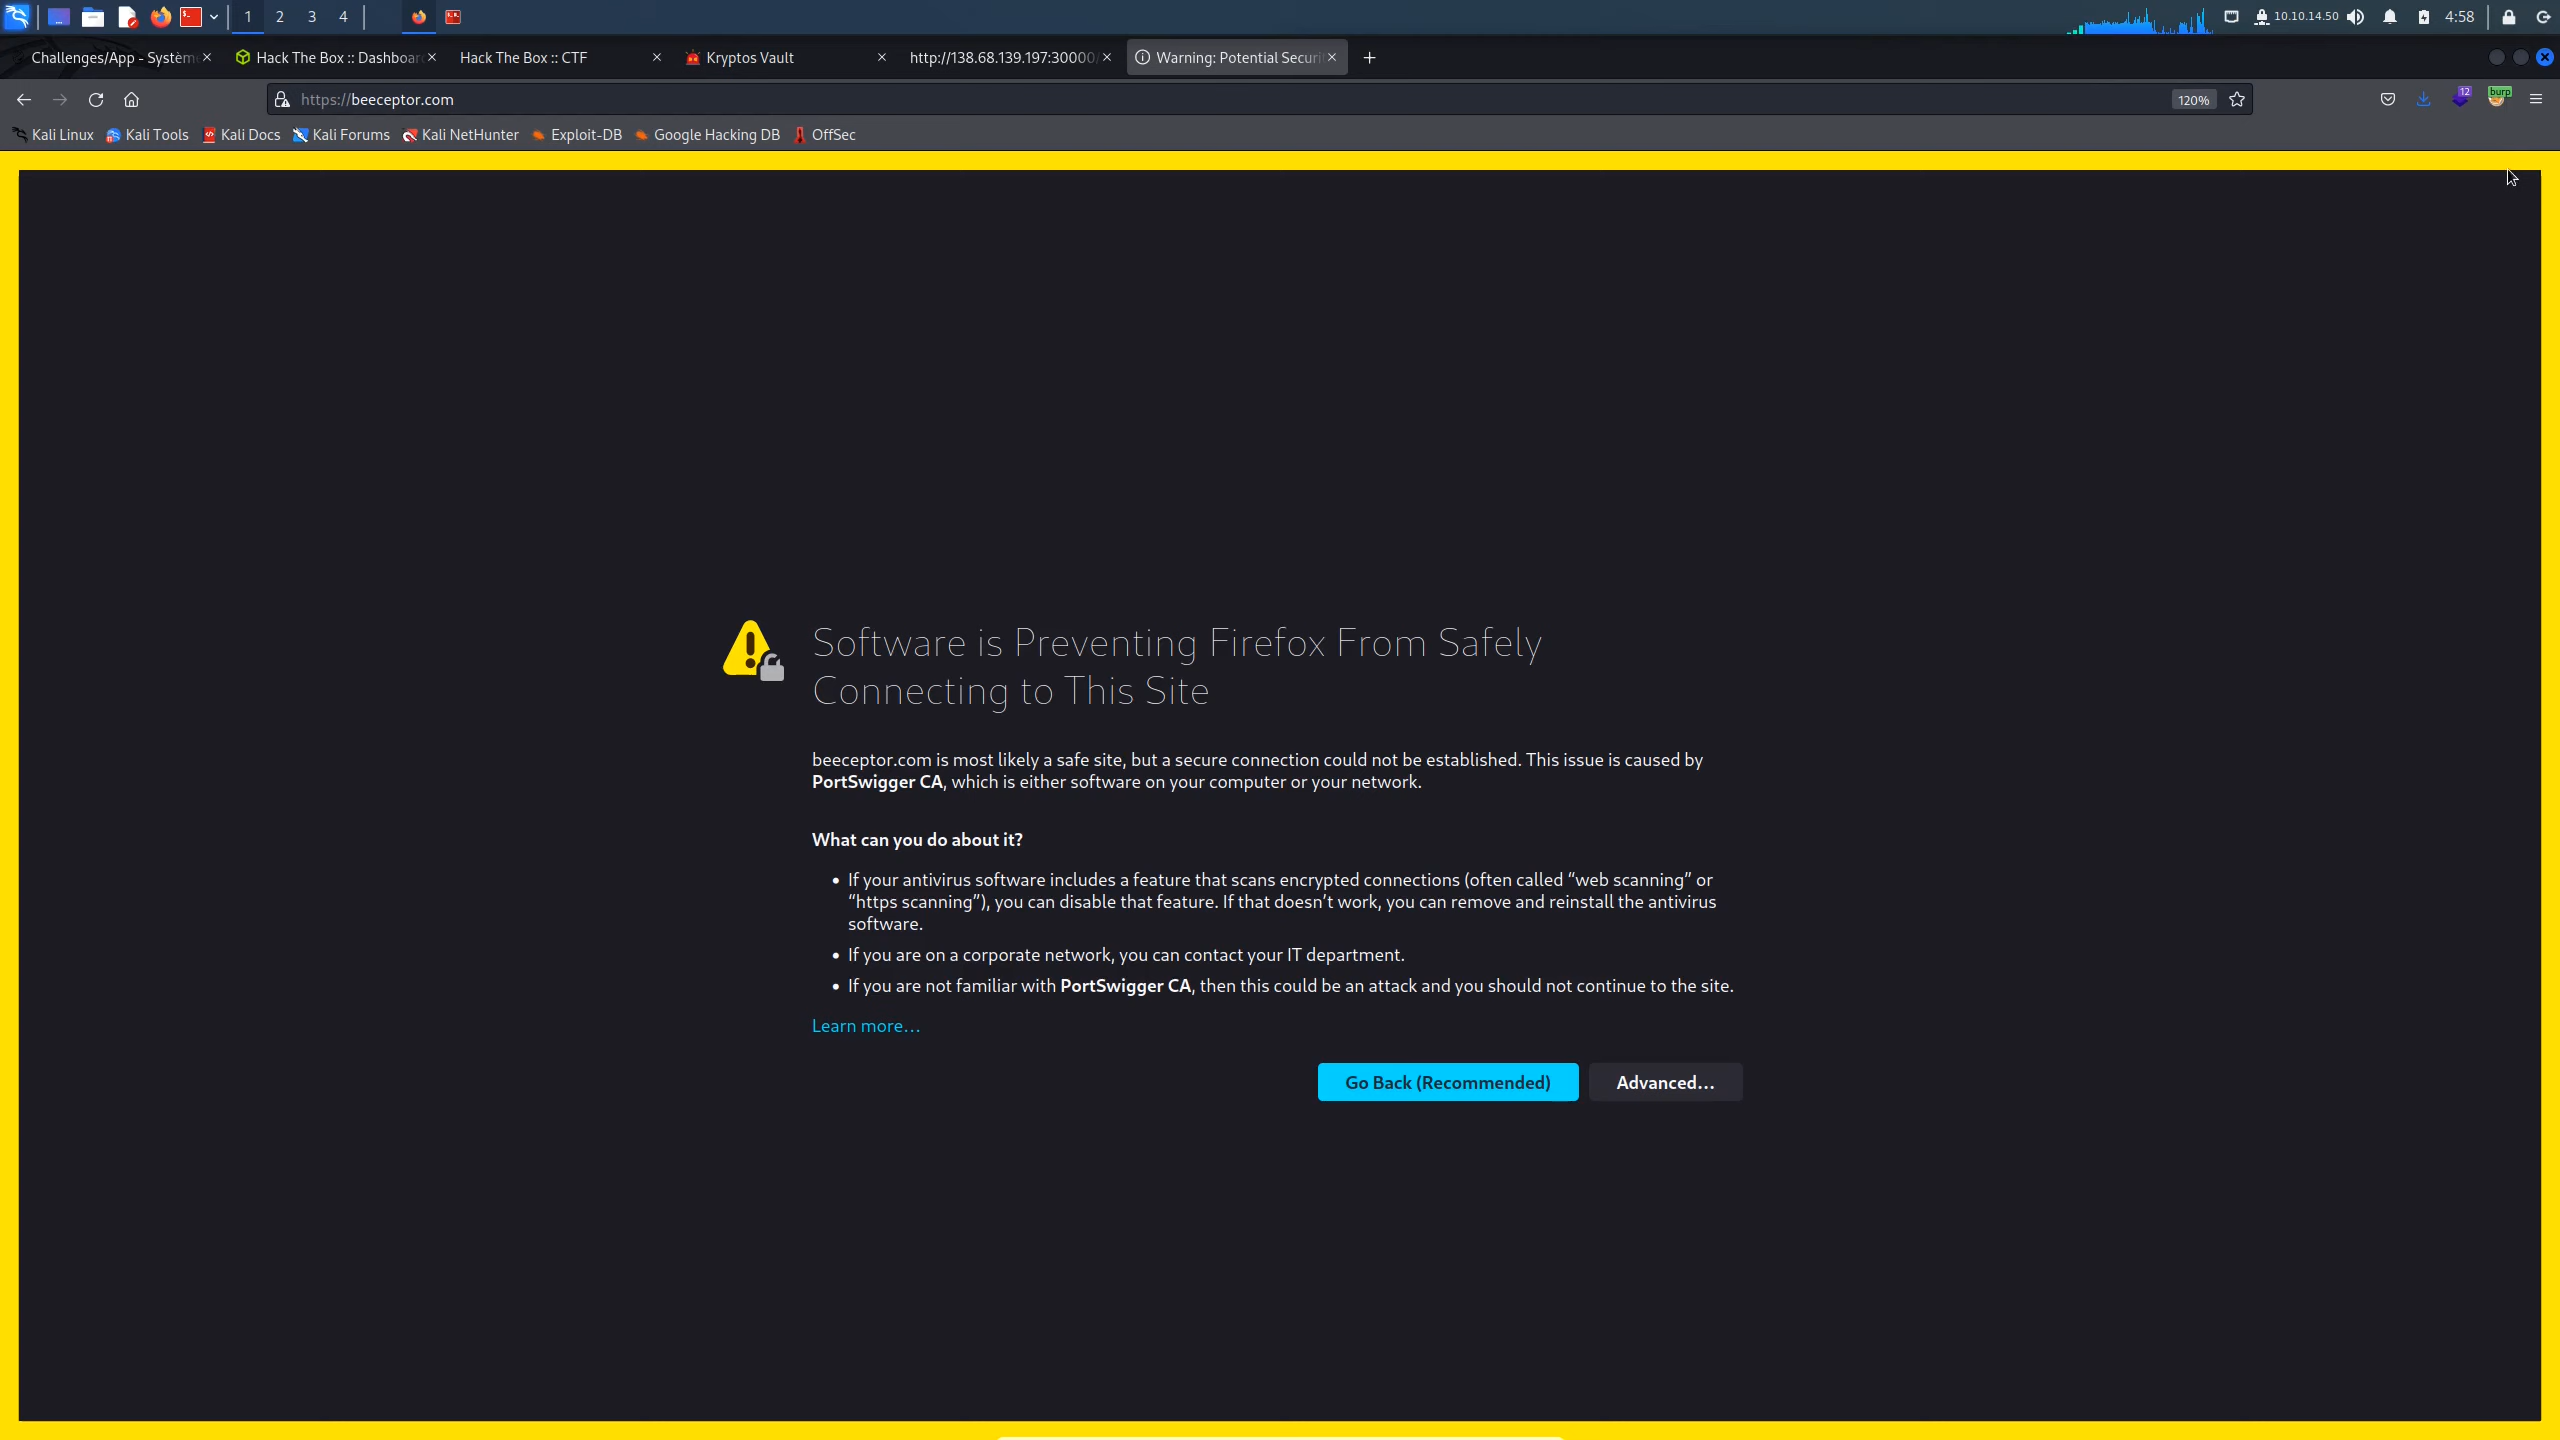 1 2 3 4 10.10.14.50 4:58
Challenges/App - Système Hack The Box :: Dashboar Hack The Box :: CTF Kryptos Vault http://138.68.139.197:30000/ Warning: Potential Securi
https://beeceptor.com 120% 12 burp
Kali Linux Kali Tools Kali Docs Kali Forums Kali NetHunter Exploit-DB Google Hacking DB OffSec
Software is Preventing Firefox From Safely
Connecting to This Site
beeceptor.com is most likely a safe site, but a secure connection could not be established. This issue is caused by
PortSwigger CA, which is either software on your computer or your network.
What can you do about it?
• If your antivirus software includes a feature that scans encrypted connections (often called “web scanning” or
“https scanning”), you can disable that feature. If that doesn’t work, you can remove and reinstall the antivirus
software.
• If you are on a corporate network, you can contact your IT department.
• If you are not familiar with PortSwigger CA, then this could be an attack and you should not continue to the site.
Learn more…
Go Back (Recommended) Advanced…